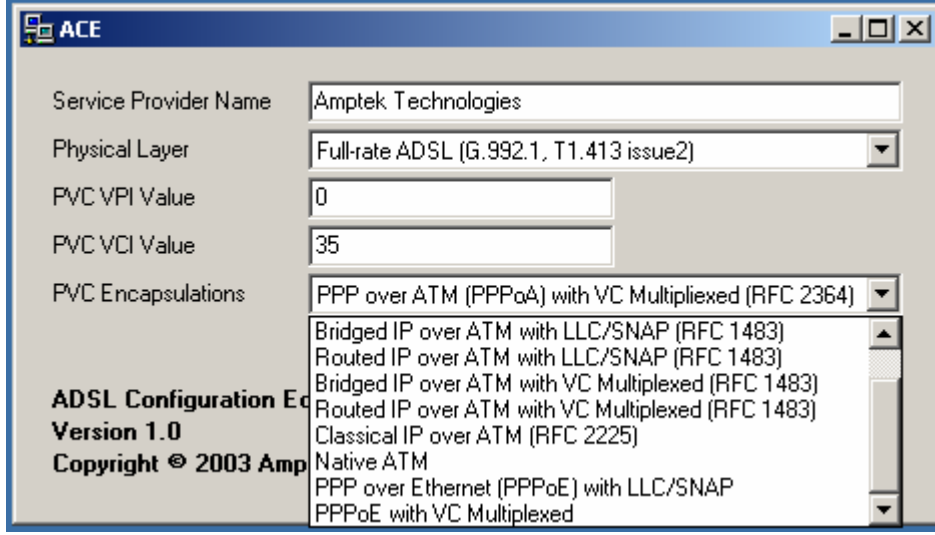 ACE
Service Provider Name Amptek Technologies
Physical Layer Full-rate ADSL (G.992.1, T1.413 issue2)
PVC VPI Value 0
PVC VCI Value 35
PVC Encapsulations PPP over ATM (PPPoA) with VC Multipliexed (RFC 2364)
Bridged IP over ATM with LLC/SNAP (RFC 1483)
Routed IP over ATM with LLC/SNAP (RFC 1483)
Bridged IP over ATM with VC Multiplexed (RFC 1483)
Routed IP over ATM with VC Multiplexed (RFC 1483)
Classical IP over ATM (RFC 2225)
Native ATM
PPP over Ethernet (PPPoE) with LLC/SNAP
PPPoE with VC Multiplexed
ADSL Configuration Ed
Version 1.0
Copyright © 2003 Amp